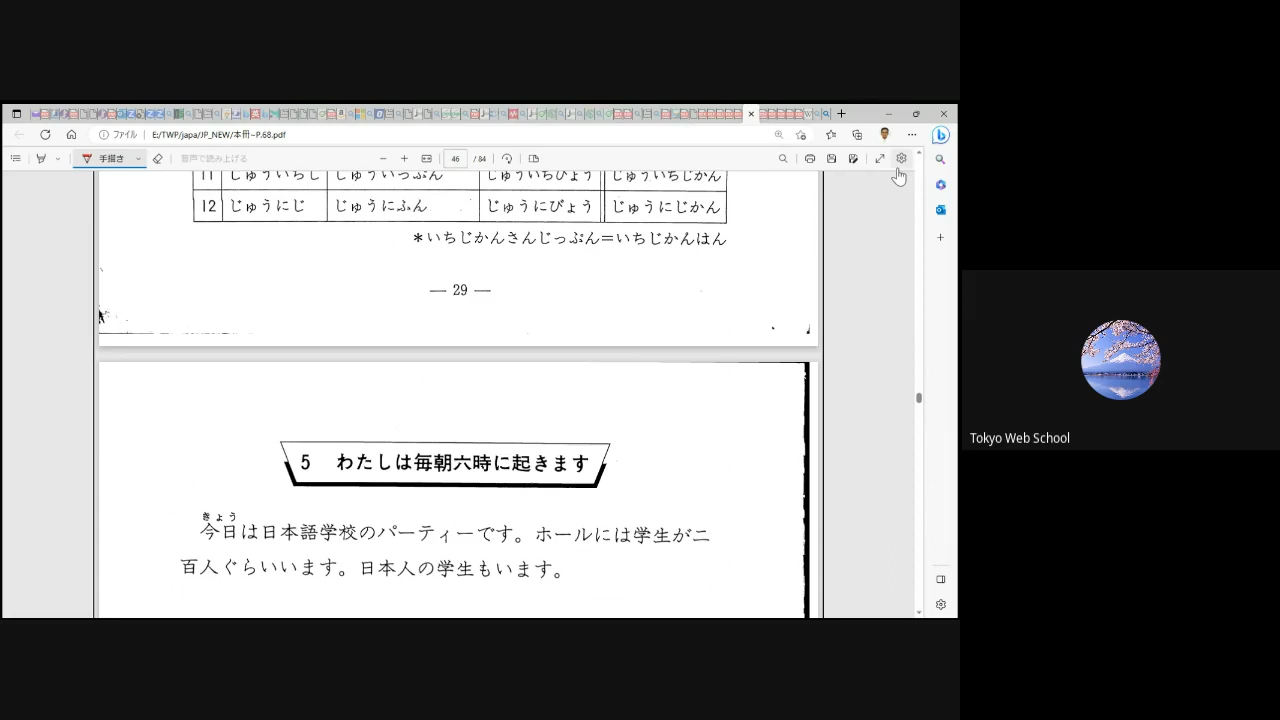 ファイル E:/TWP/japa/JP_NEW/本冊~P.68.pdf
手描き 音声で読み上げる 46 / 84
11 じゅういちじ じゅういっぷん じゅういちびょう じゅういちじかん
12 じゅうにじ じゅうにふん じゅうにびょう じゅうにじかん
*いちじかんさんじっぷん=いちじかんはん
— 29 —
5 わたしは毎朝六時に起きます
きょう
今日は日本語学校のパーティーです。ホールには学生が二
百人ぐらいいます。日本人の学生もいます。
Tokyo Web School